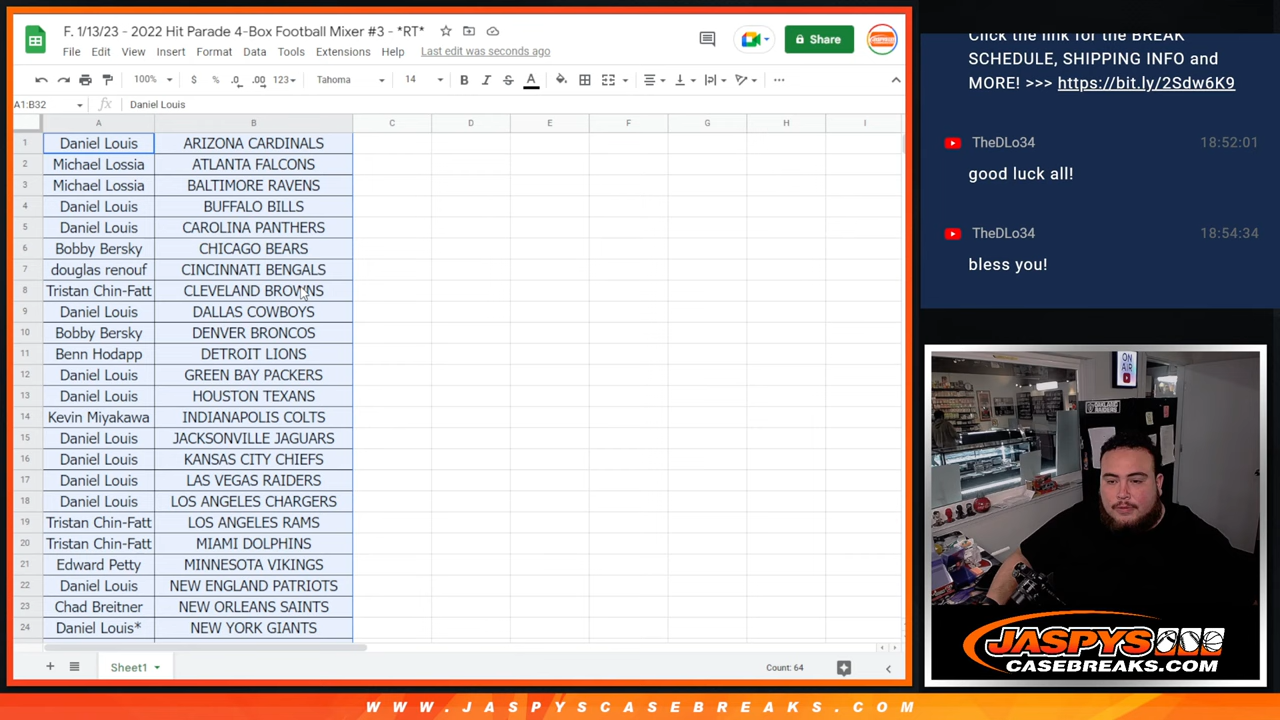 F. 1/13/23 - 2022 Hit Parade 4-Box Football Mixer #3 - *RT*
File Edit View Insert Format Data Tools Extensions Help Last edit was seconds ago
Share
100% $ % .0 .00 123 Tahoma 14 B I S A
A1:B32 fx Daniel Louis
A B C D E F G H I
1 Daniel Louis ARIZONA CARDINALS
2 Michael Lossia ATLANTA FALCONS
3 Michael Lossia BALTIMORE RAVENS
4 Daniel Louis BUFFALO BILLS
5 Daniel Louis CAROLINA PANTHERS
6 Bobby Bersky CHICAGO BEARS
7 douglas renouf CINCINNATI BENGALS
8 Tristan Chin-Fatt CLEVELAND BROWNS
9 Daniel Louis DALLAS COWBOYS
10 Bobby Bersky DENVER BRONCOS
11 Benn Hodapp DETROIT LIONS
12 Daniel Louis GREEN BAY PACKERS
13 Daniel Louis HOUSTON TEXANS
14 Kevin Miyakawa INDIANAPOLIS COLTS
15 Daniel Louis JACKSONVILLE JAGUARS
16 Daniel Louis KANSAS CITY CHIEFS
17 Daniel Louis LAS VEGAS RAIDERS
18 Daniel Louis LOS ANGELES CHARGERS
19 Tristan Chin-Fatt LOS ANGELES RAMS
20 Tristan Chin-Fatt MIAMI DOLPHINS
21 Edward Petty MINNESOTA VIKINGS
22 Daniel Louis NEW ENGLAND PATRIOTS
23 Chad Breitner NEW ORLEANS SAINTS
24 Daniel Louis* NEW YORK GIANTS
Sheet1
Count: 64
Click the link for the BREAK
SCHEDULE, SHIPPING INFO and
MORE! >>> https://bit.ly/2Sdw6K9
TheDLo34 18:52:01
good luck all!
TheDLo34 18:54:34
bless you!
ON
AIR
JASPYS
CASEBREAKS.COM
WWW.JASPYSCASEBREAKS.COM